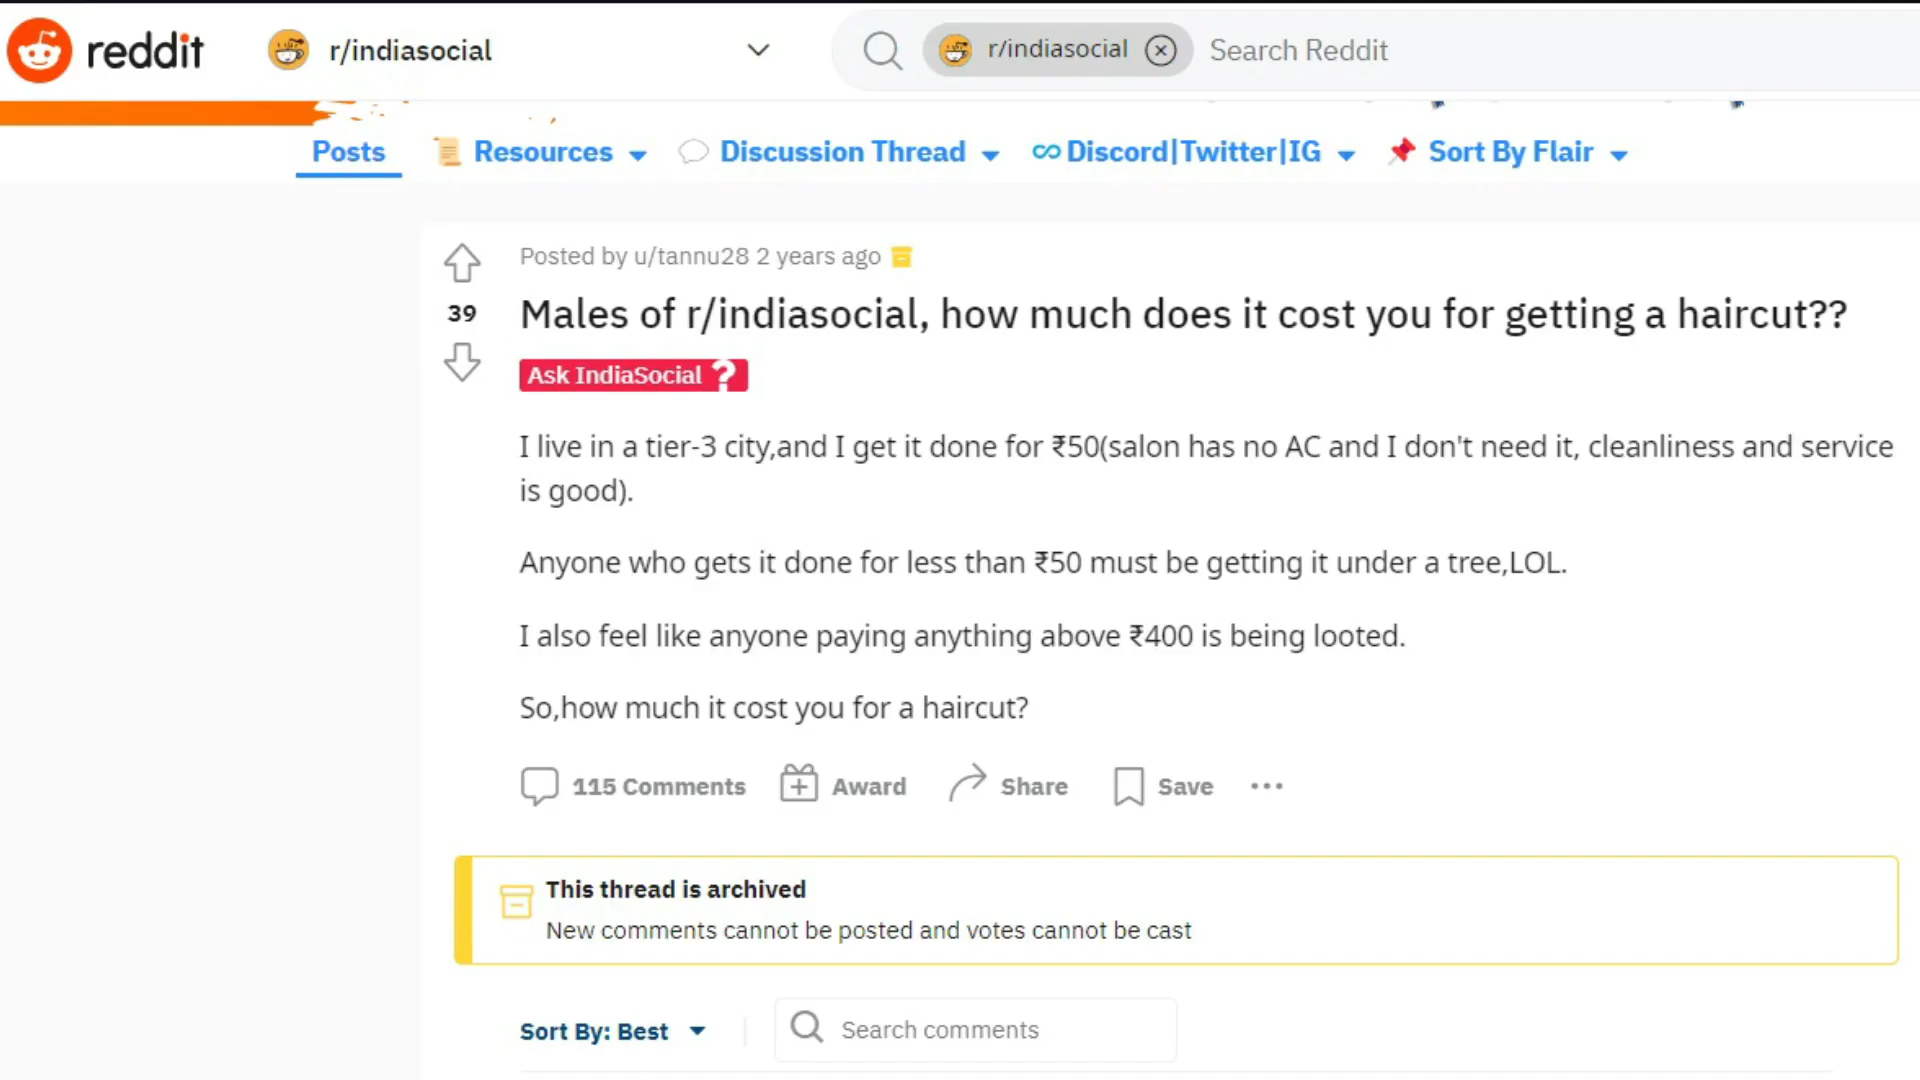 reddit r/indiasocial r/indiasocial Search Reddit
Posts Resources Discussion Thread Discord|Twitter|IG Sort By Flair
Posted by u/tannu28 2 years ago
39
Males of r/indiasocial, how much does it cost you for getting a haircut??
Ask IndiaSocial ?
I live in a tier-3 city,and I get it done for ₹50(salon has no AC and I don't need it, cleanliness and service
is good).
Anyone who gets it done for less than ₹50 must be getting it under a tree,LOL.
I also feel like anyone paying anything above ₹400 is being looted.
So,how much it cost you for a haircut?
115 Comments Award Share Save ...
This thread is archived
New comments cannot be posted and votes cannot be cast
Sort By: Best Search comments